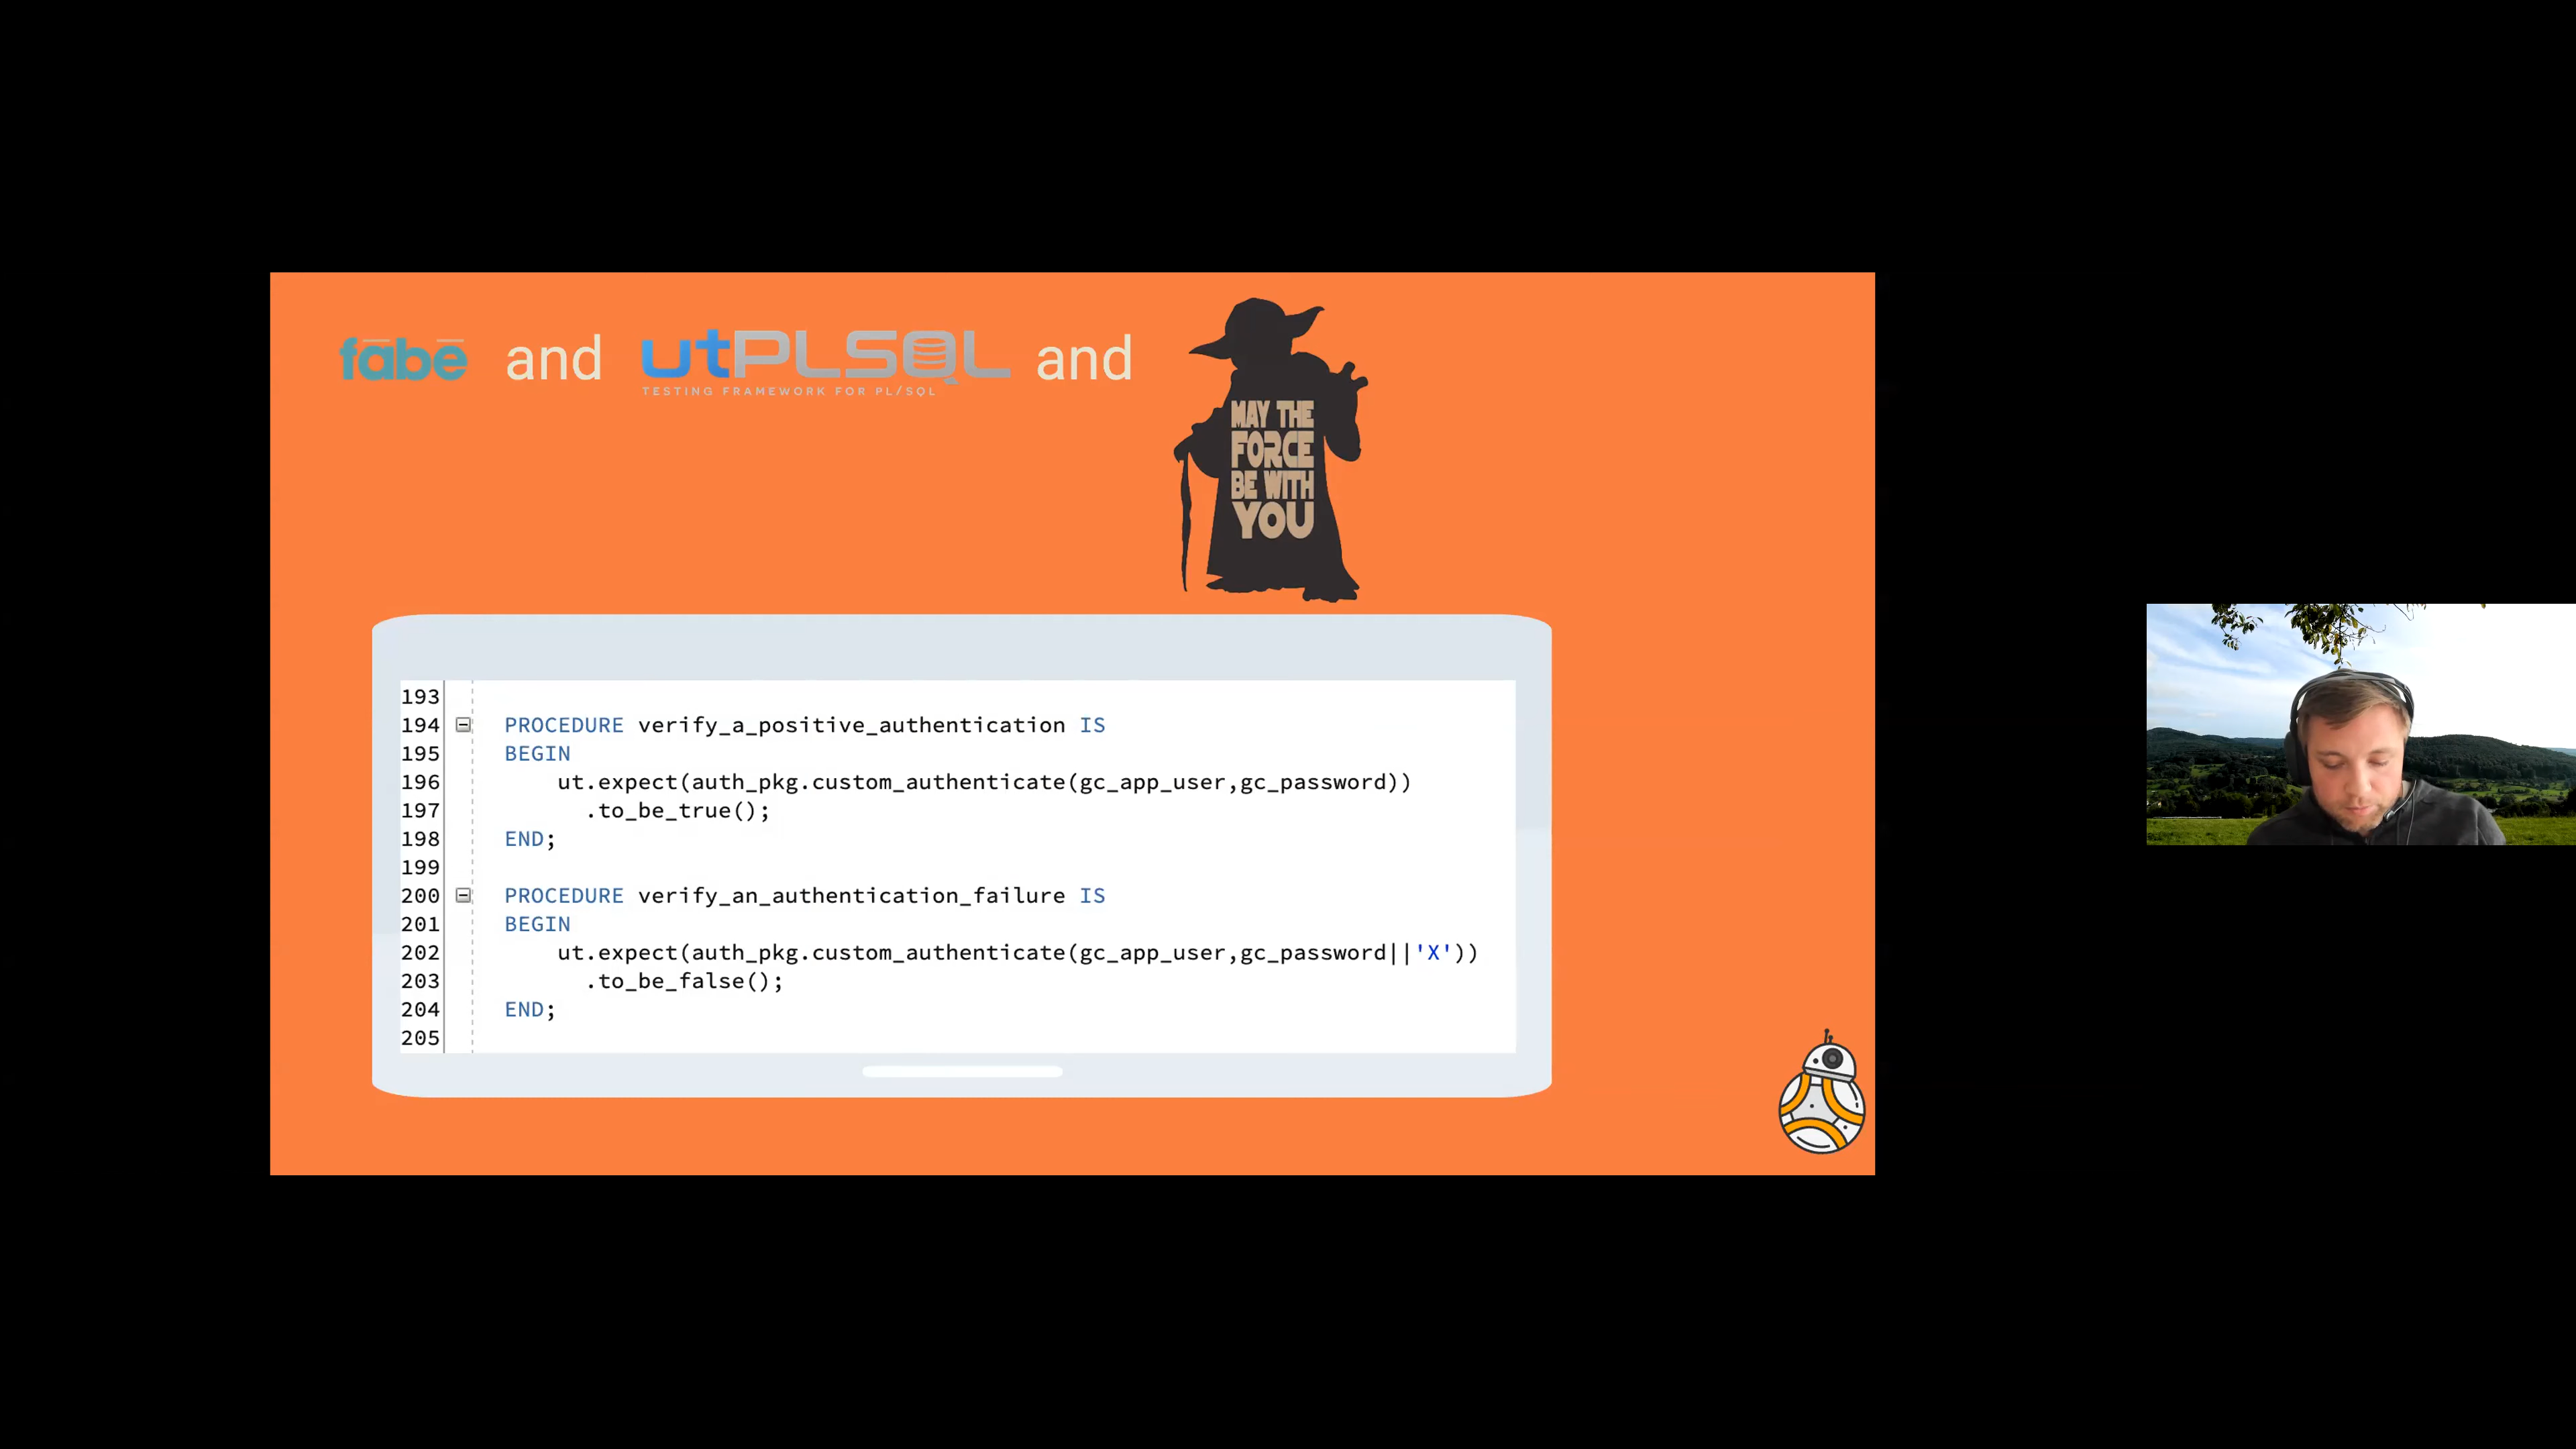 fābē and utPLSQL and
TESTING FRAMEWORK FOR PL/SQL
MAY THE
FORCE
BE WITH
YOU
193
194 PROCEDURE verify_a_positive_authentication IS
195 BEGIN
196 ut.expect(auth_pkg.custom_authenticate(gc_app_user,gc_password))
197 .to_be_true();
198 END;
199
200 PROCEDURE verify_an_authentication_failure IS
201 BEGIN
202 ut.expect(auth_pkg.custom_authenticate(gc_app_user,gc_password||'X'))
203 .to_be_false();
204 END;
205